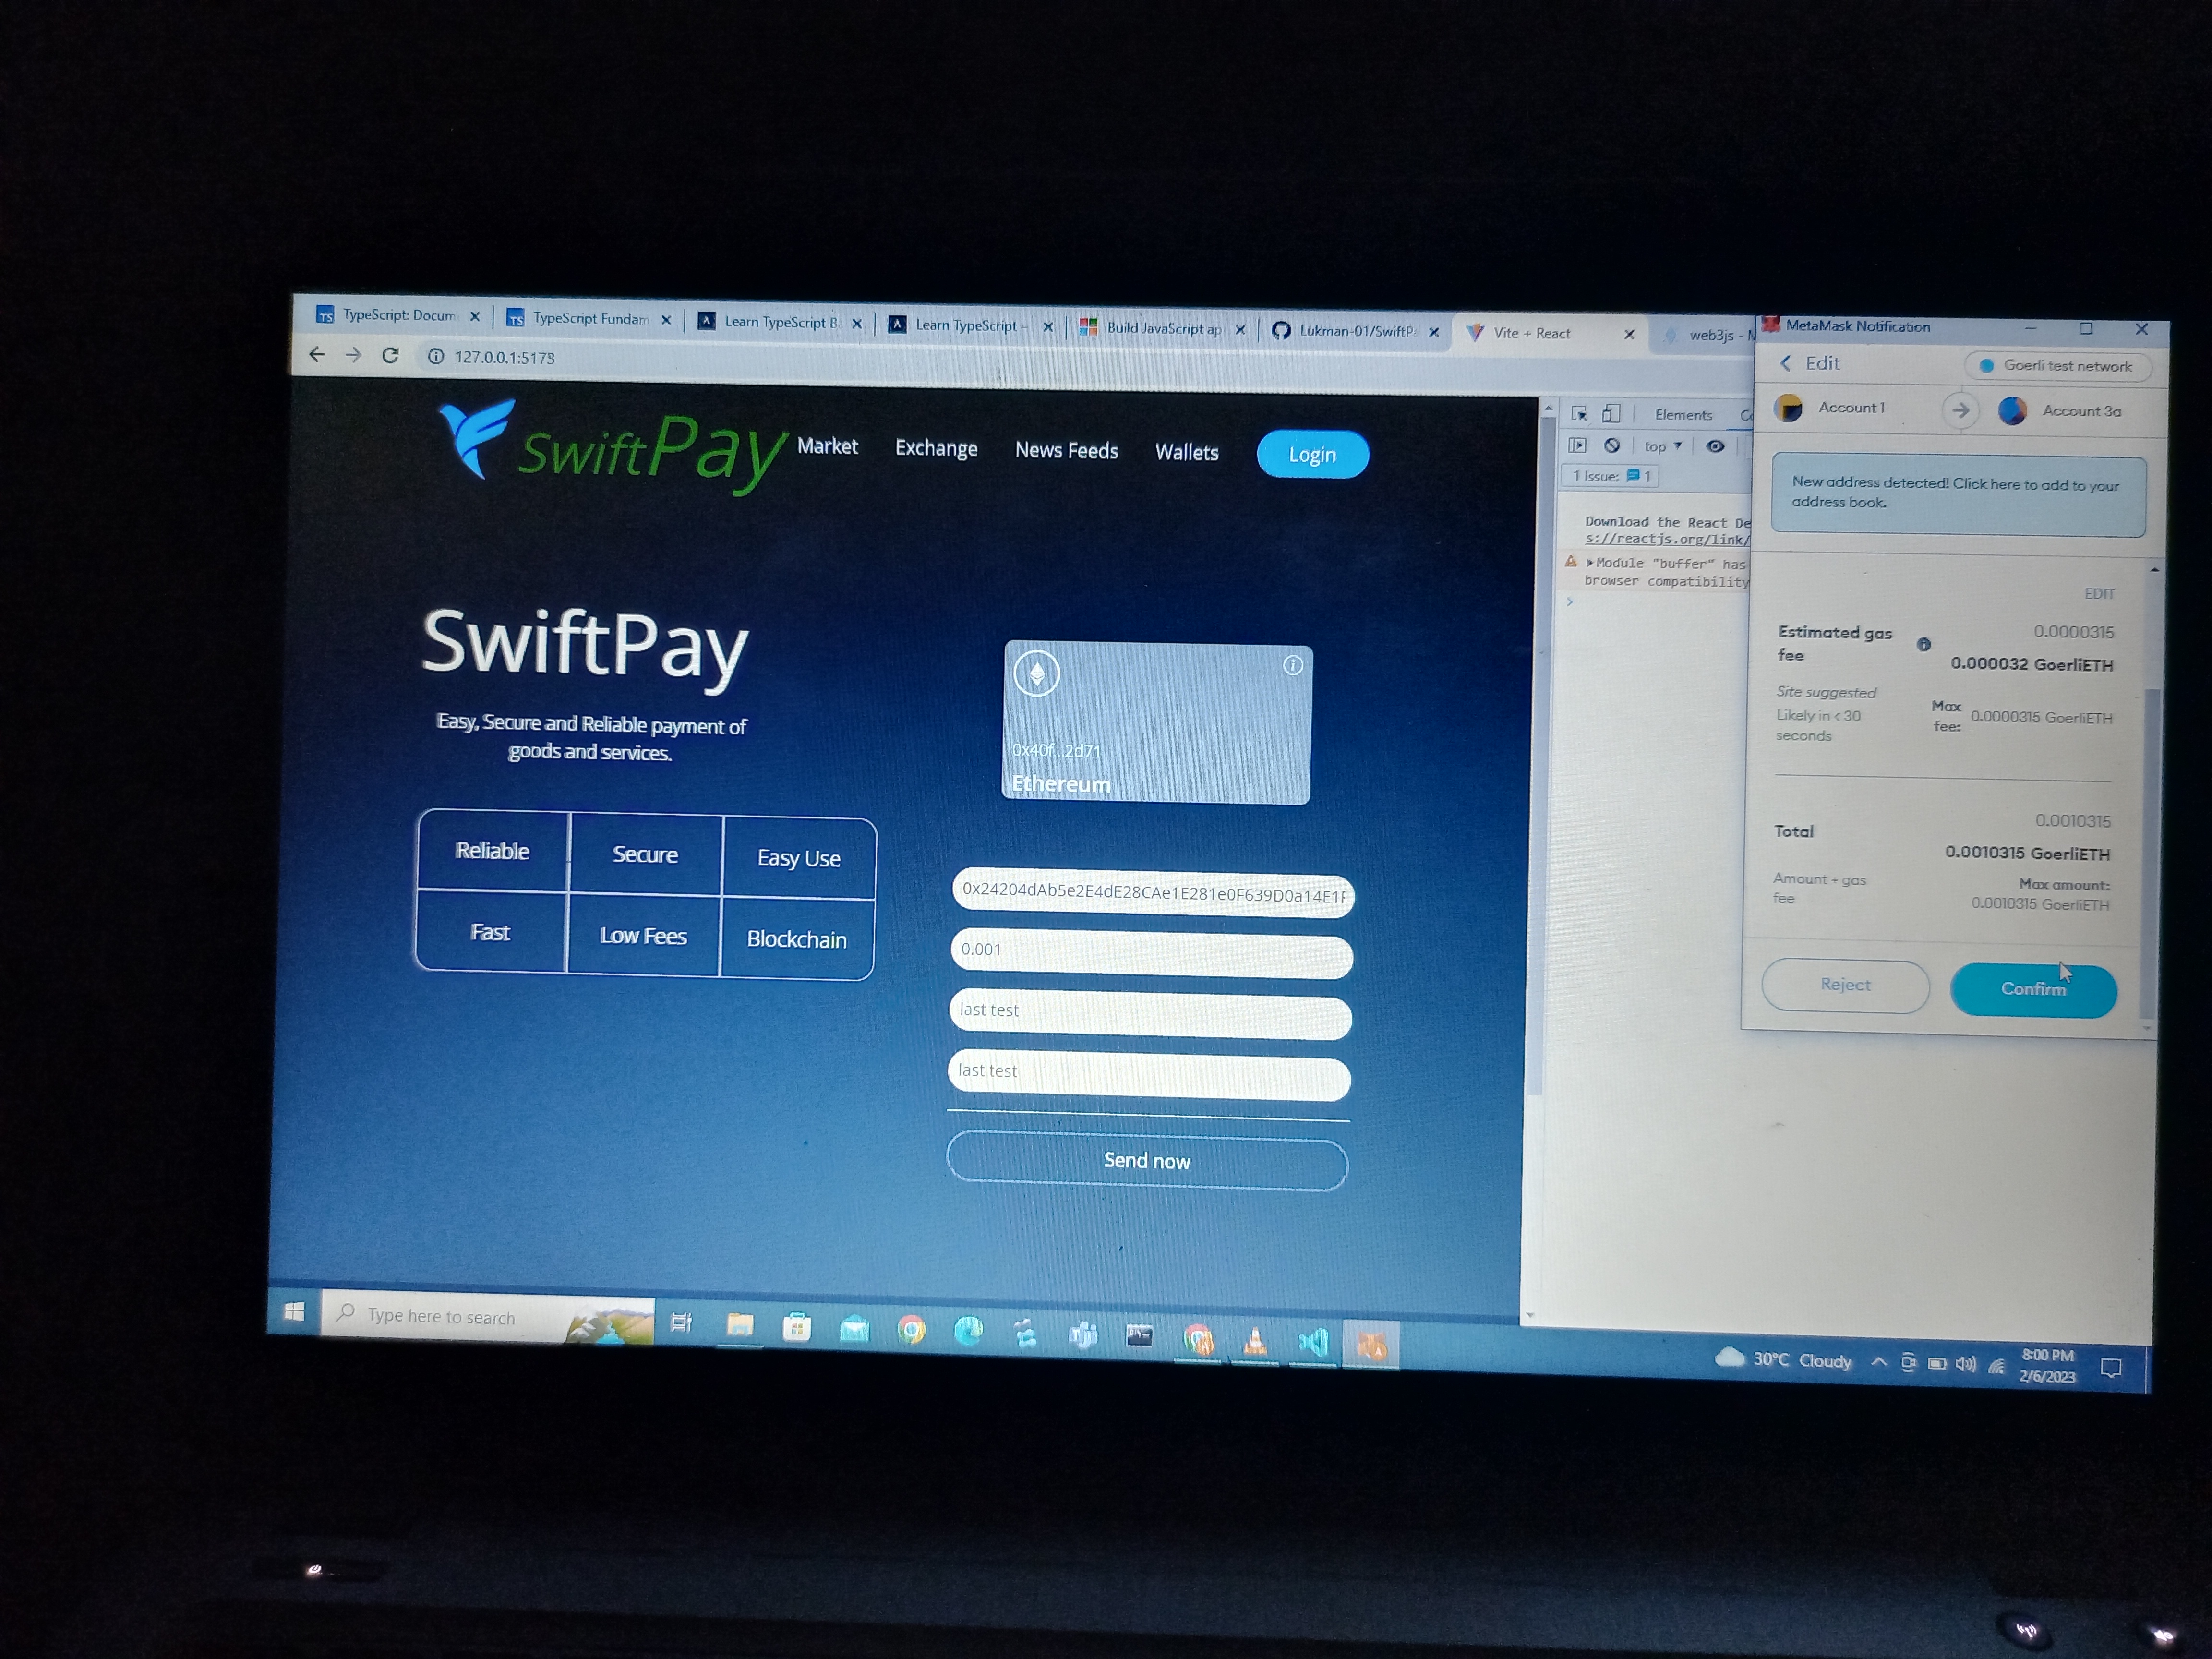 TypeScript: Docum
TypeScript Fundam
Learn TypeScript B
Learn TypeScript –
Build JavaScript ap
Lukman-01/SwiftPa
Vite + React
web3js - M
127.0.0.1:5173
SwiftPay
Market
Exchange
News Feeds
Wallets
Login
SwiftPay
Easy, Secure and Reliable payment of
goods and services.
Reliable
Secure
Easy Use
Fast
Low Fees
Blockchain
0x40f...2d71
Ethereum
0x24204dAb5e2E4dE28CAe1E281e0F639D0a14E1F
0.001
last test
last test
Send now
Elements
top
1 Issue: 1
Download the React De
s://reactjs.org/link/
Module "buffer" has
browser compatibility
MetaMask Notification
Edit
Goerli test network
Account 1
Account 3a
New address detected! Click here to add to your
address book.
EDIT
Estimated gas
fee
0.0000315
0.000032 GoerliETH
Site suggested
Likely in < 30
seconds
Max
fee:
0.0000315 GoerliETH
Total
0.0010315
0.0010315 GoerliETH
Amount + gas
fee
Max amount:
0.0010315 GoerliETH
Reject
Confirm
Type here to search
30°C Cloudy
8:00 PM
2/6/2023